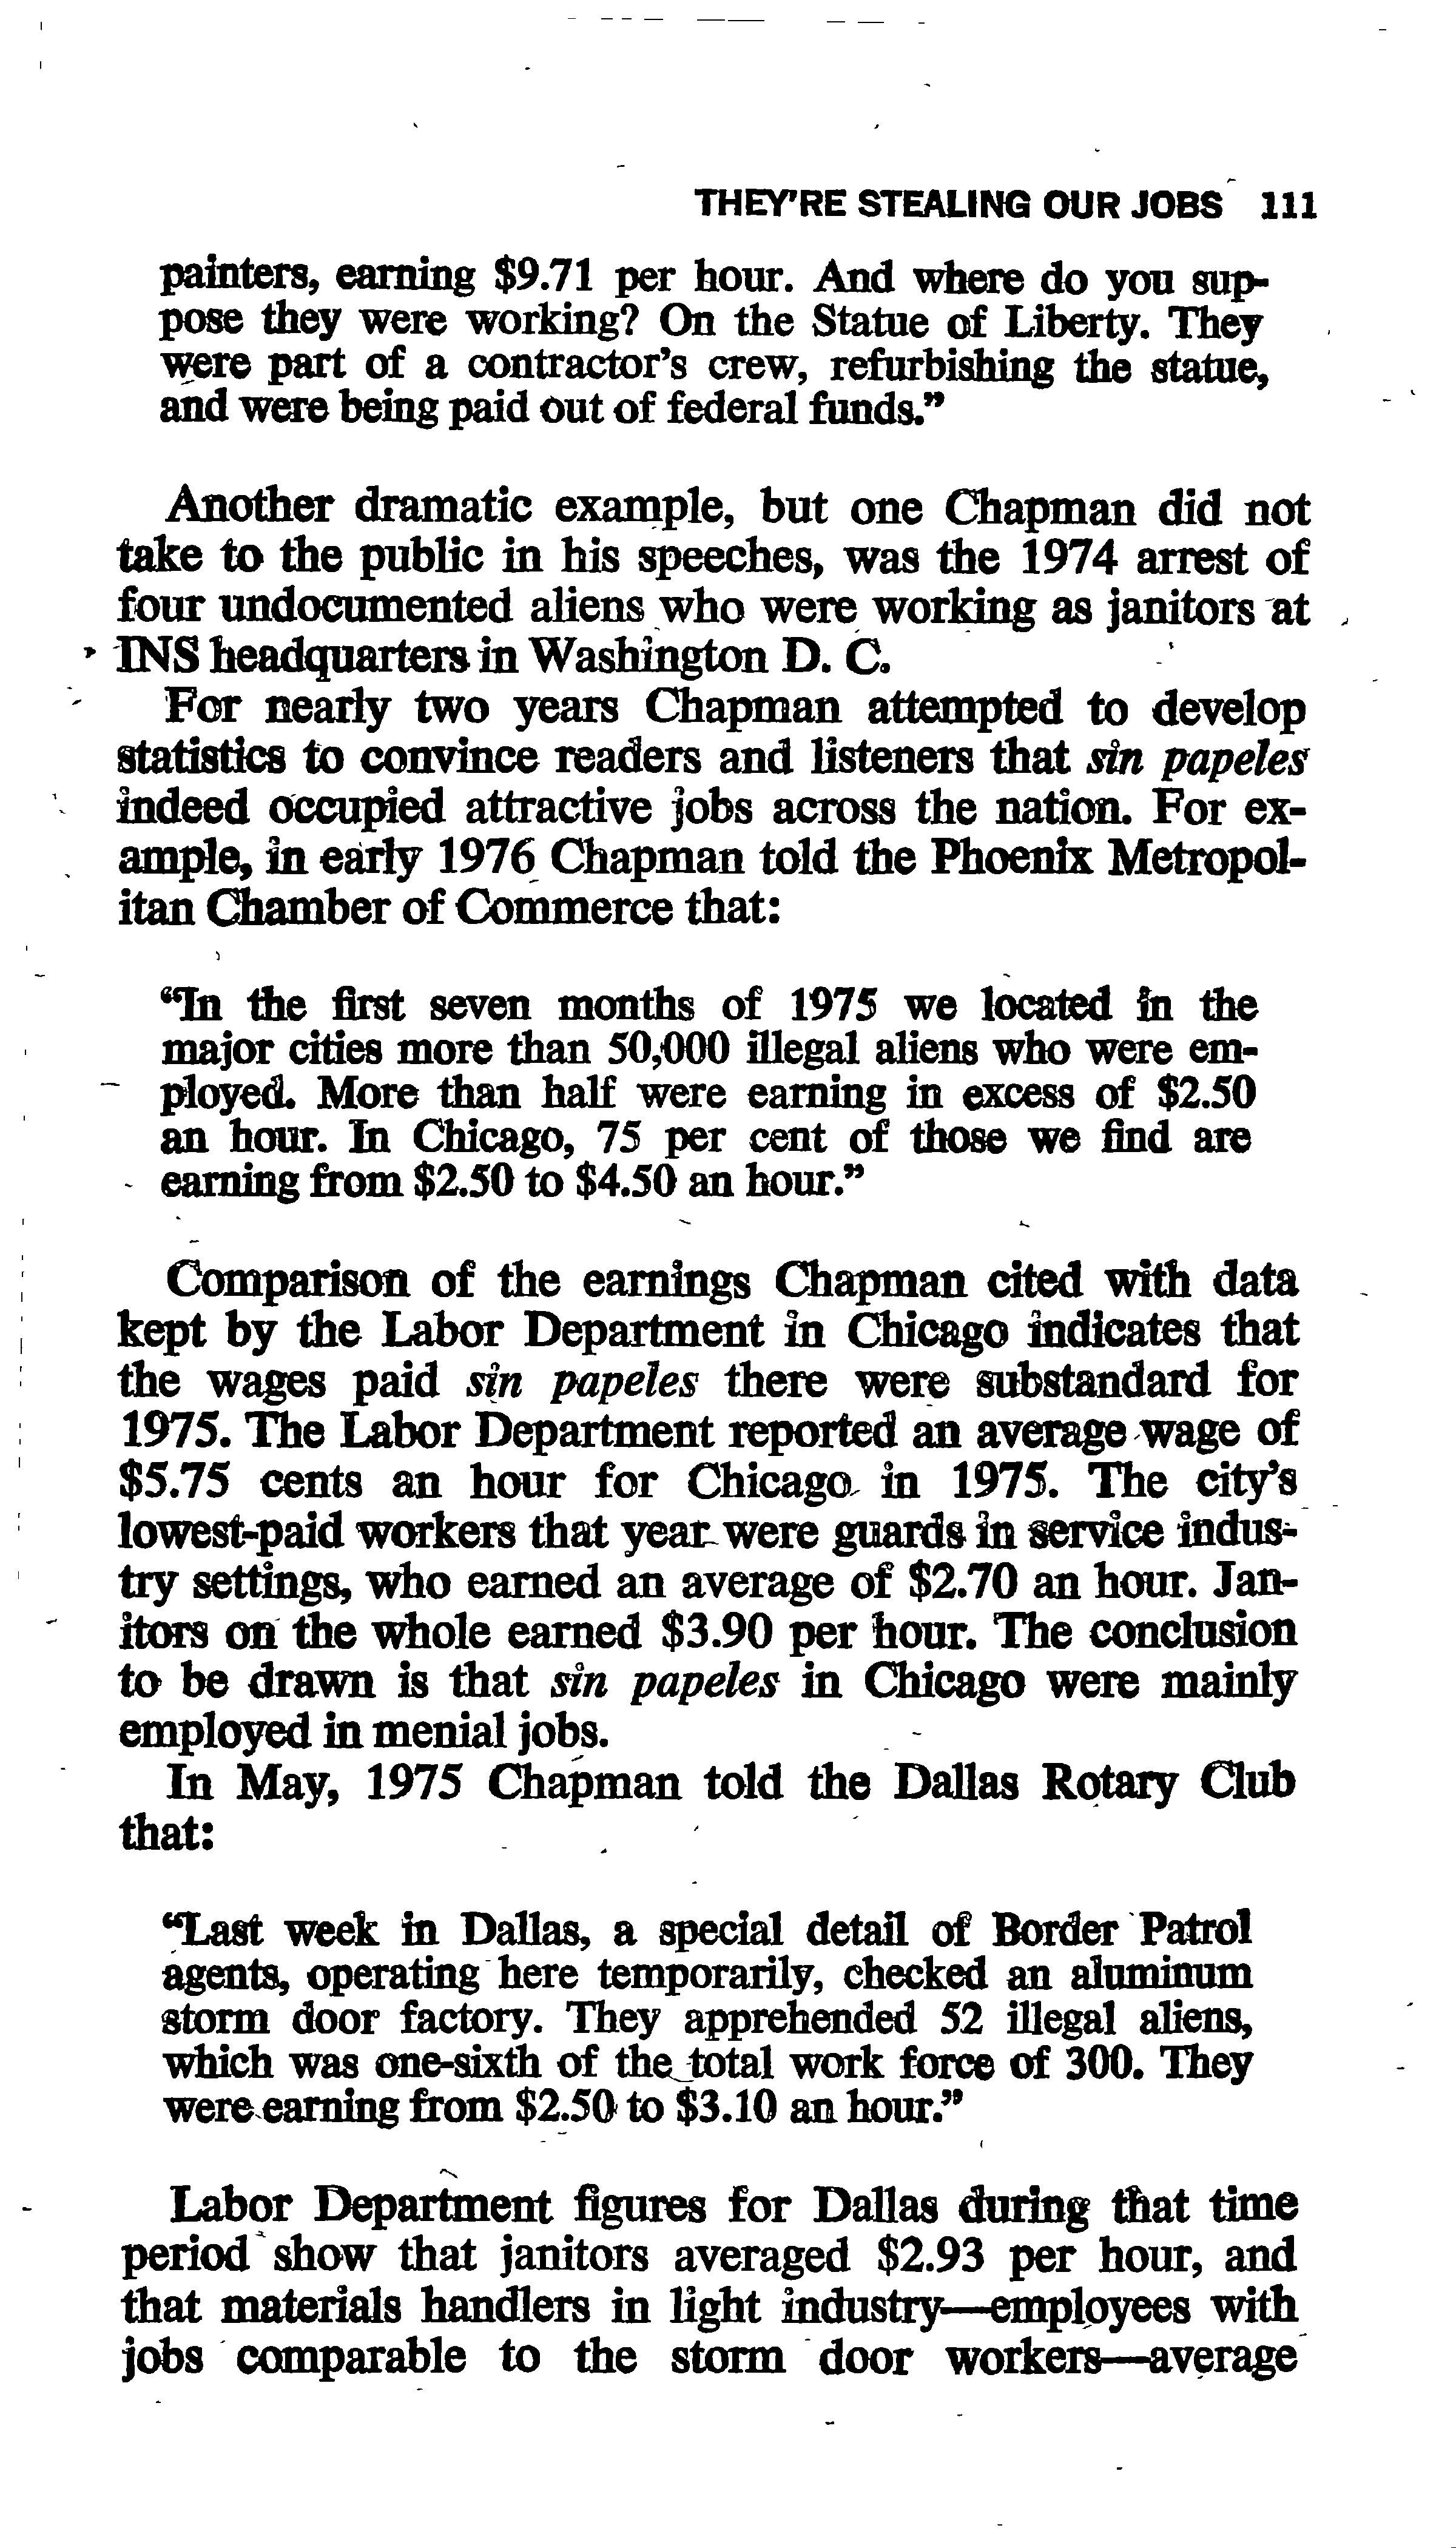 THEY'RE STEALING OUR JOBS 111
painters, earning $9.71 per hour. And where do you sup-
pose they were working? On the Statue of Liberty. They
were part of a contractor's crew, refurbishing the statue,
and were being paid out of federal funds.”
Another dramatic example, but one Chapman did not
take to the public in his speeches, was the 1974 arrest of
four undocumented aliens who were working as janitors at
INS headquarters in Washington D. C.
For nearly two years Chapman attempted to develop
statistics to convince readers and listeners that sin papeles
indeed occupied attractive jobs across the nation. For ex-
ample, in early 1976 Chapman told the Phoenix Metropol-
itan Chamber of Commerce that:
“In the first seven months of 1975 we located in the
major cities more than 50,000 illegal aliens who were em-
ployed. More than half were earning in excess of $2.50
an hour. In Chicago, 75 per cent of those we find are
earning from $2.50 to $4.50 an hour.”
Comparison of the earnings Chapman cited with data
kept by the Labor Department in Chicago indicates that
the wages paid sin papeles there were substandard for
1975. The Labor Department reported an average wage of
$5.75 cents an hour for Chicago in 1975. The city's
lowest-paid workers that year were guards in service indus-
try settings, who earned an average of $2.70 an hour. Jan-
itors on the whole earned $3.90 per hour. The conclusion
to be drawn is that sin papeles in Chicago were mainly
employed in menial jobs.
In May, 1975 Chapman told the Dallas Rotary Club
that:
“Last week in Dallas, a special detail of Border Patrol
agents, operating here temporarily, checked an aluminum
storm door factory. They apprehended 52 illegal aliens,
which was one-sixth of the total work force of 300. They
were earning from $2.50 to $3.10 an hour.”
Labor Department figures for Dallas during that time
period show that janitors averaged $2.93 per hour, and
that materials handlers in light industry—employees with
jobs comparable to the storm door workers—average